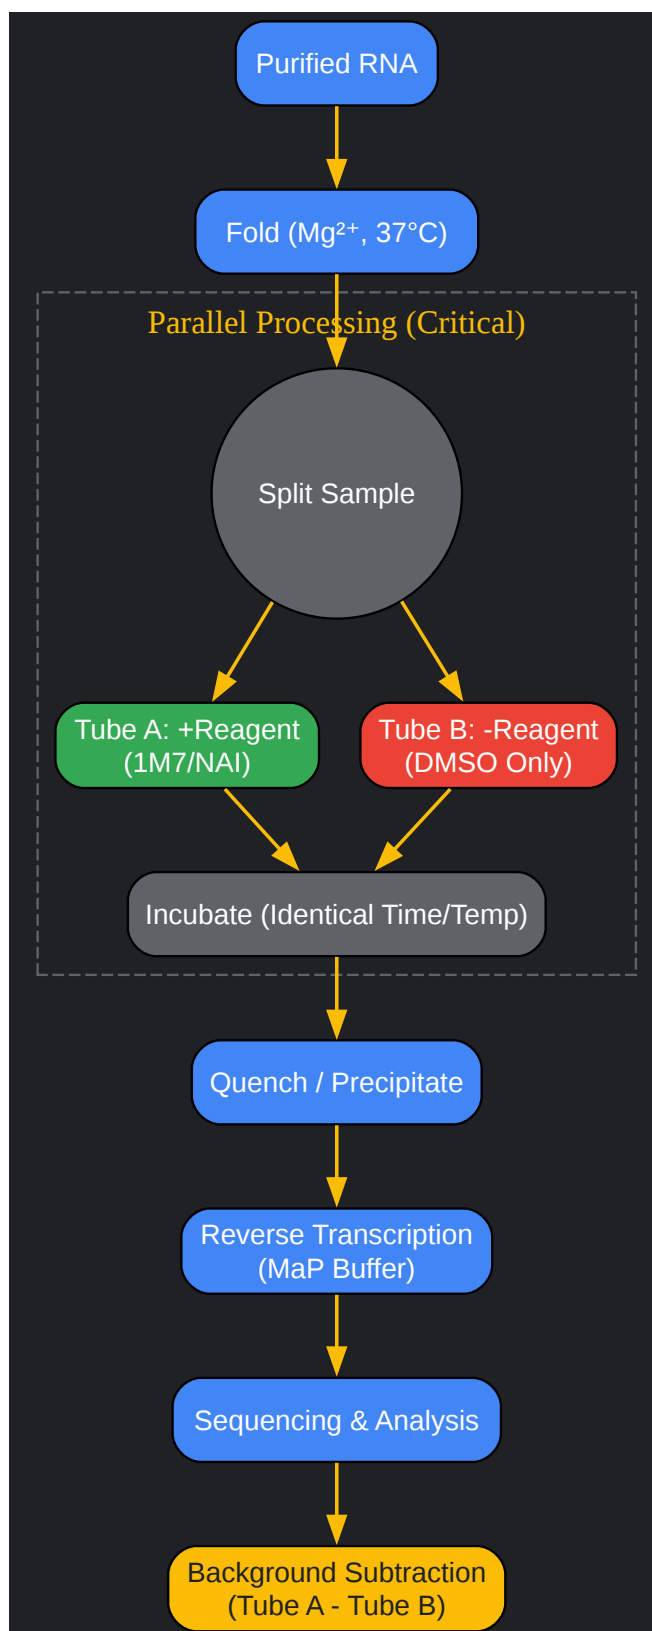 Purified RNA
Fold (Mg²⁺, 37°C)
Parallel Processing (Critical)
Split Sample
Tube A: +Reagent
(1M7/NAI)
Tube B: -Reagent
(DMSO Only)
Incubate (Identical Time/Temp)
Quench / Precipitate
Reverse Transcription
(MaP Buffer)
Sequencing & Analysis
Background Subtraction
(Tube A - Tube B)